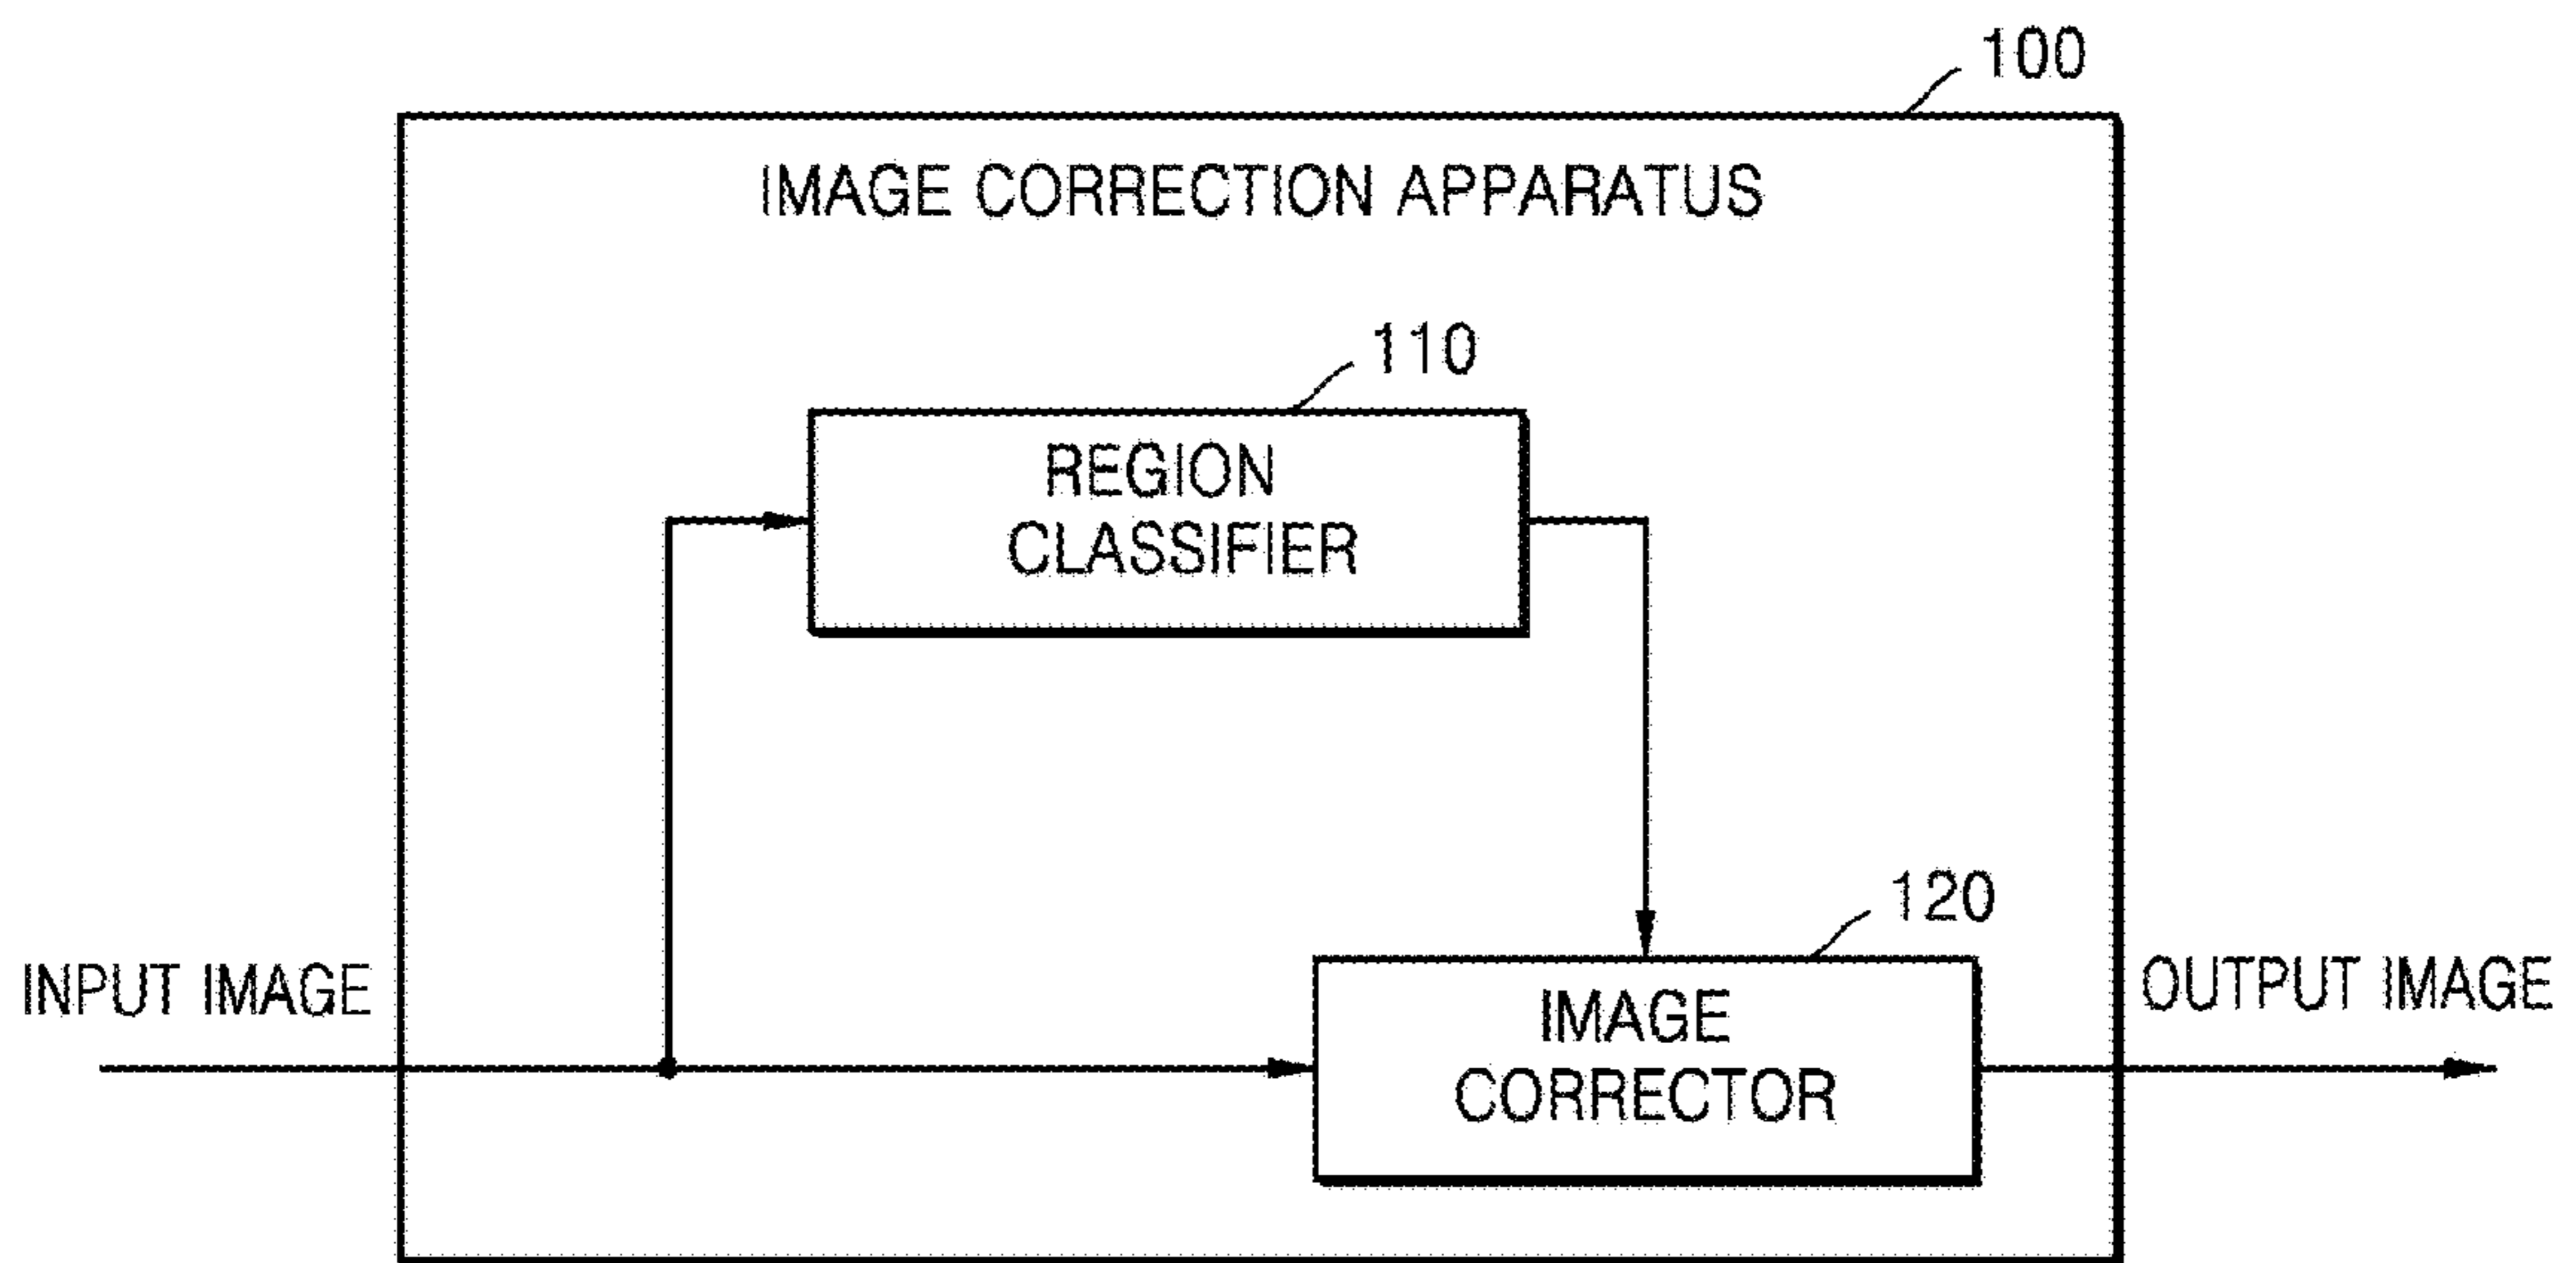 100
IMAGE CORRECTION APPARATUS
110
REGION
CLASSIFIER
120
INPUT IMAGE
IMAGE
CORRECTOR
OUTPUT IMAGE